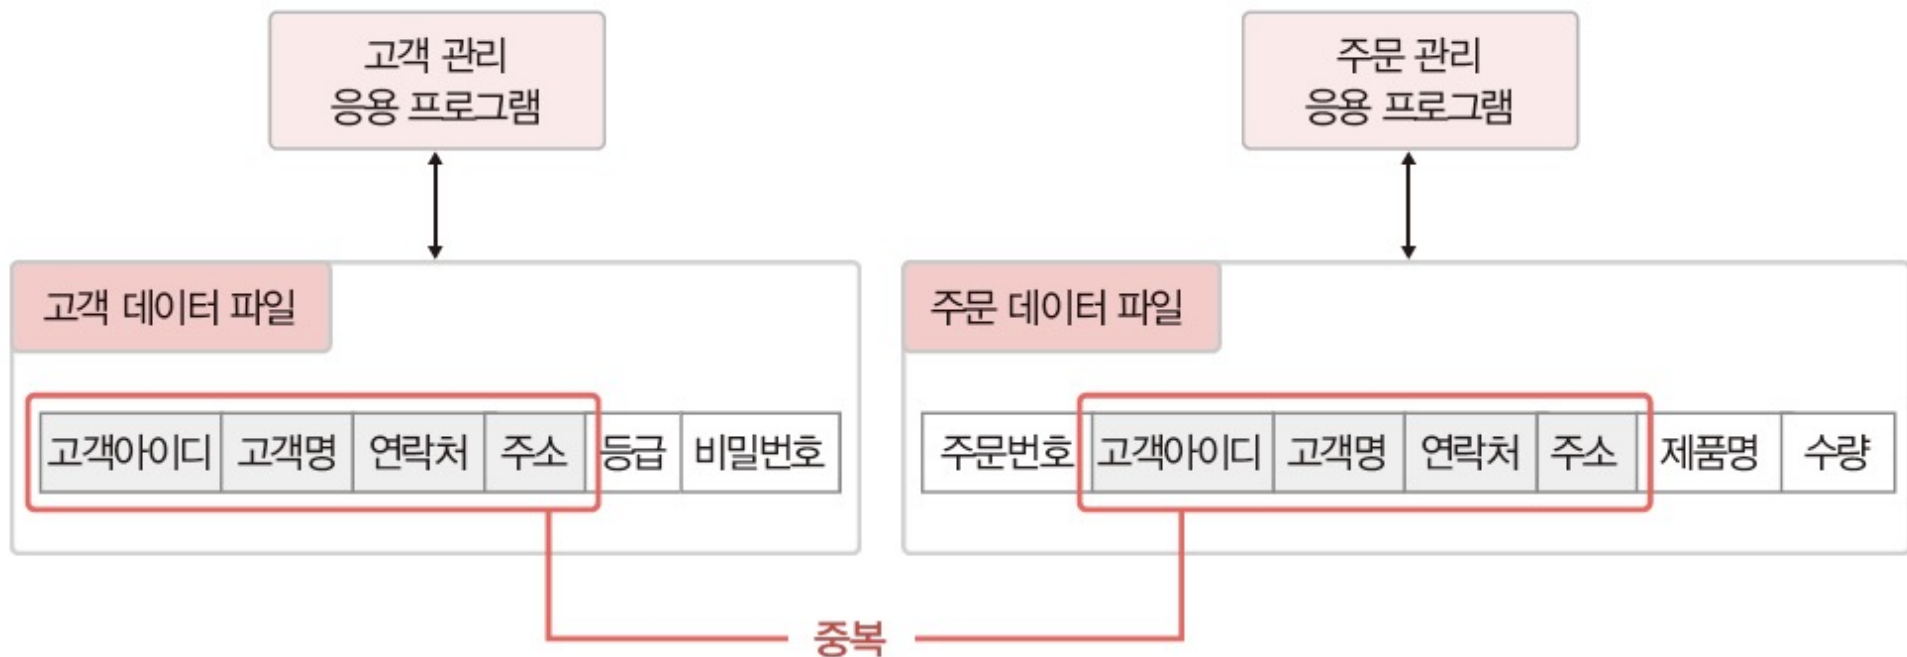 고객 관리
응용 프로그램
주문 관리
응용 프로그램
고객 데이터 파일
주문 데이터 파일
고객아이디 고객명 연락처 주소 등급 비밀번호
주문번호 고객아이디 고객명 연락처 주소 제품명 수량
중복